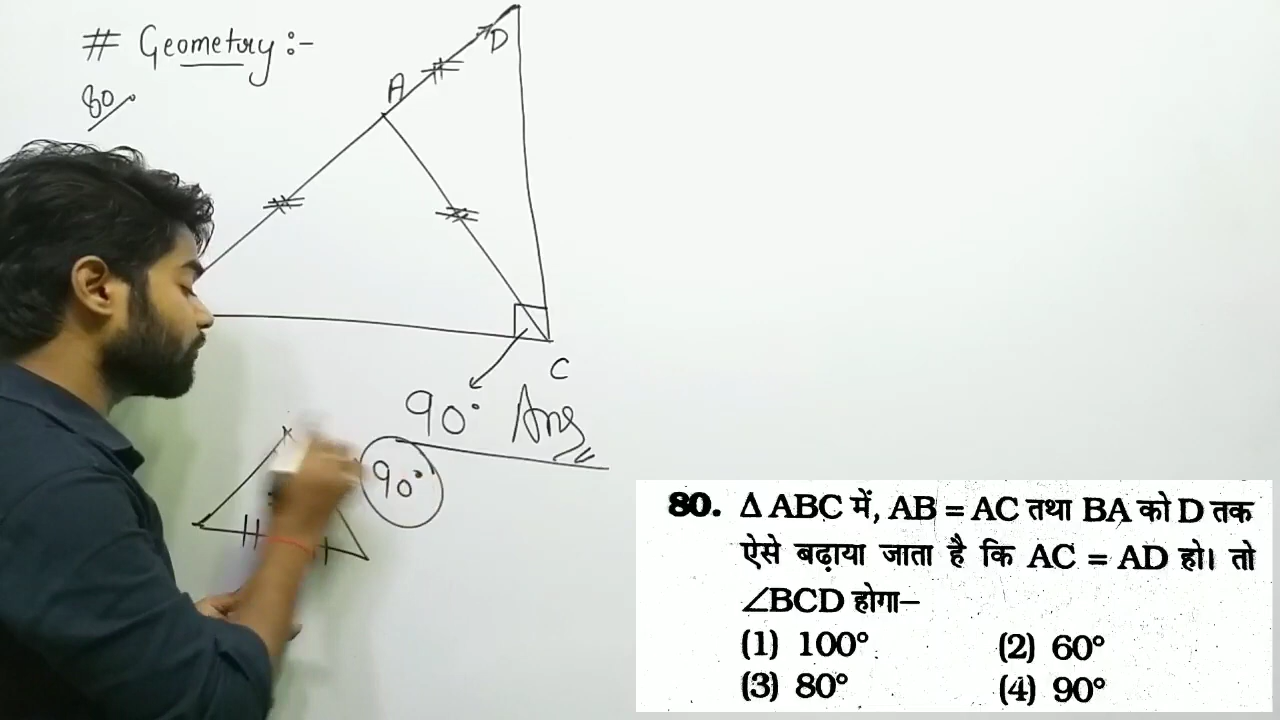 # Geometry :-
80.
A
D
C
90° Ans
90°
80. Δ ABC में, AB = AC तथा BA को D तक
ऐसे बढ़ाया जाता है कि AC = AD हो। तो
∠BCD होगा–
(1) 100° (2) 60°
(3) 80° (4) 90°